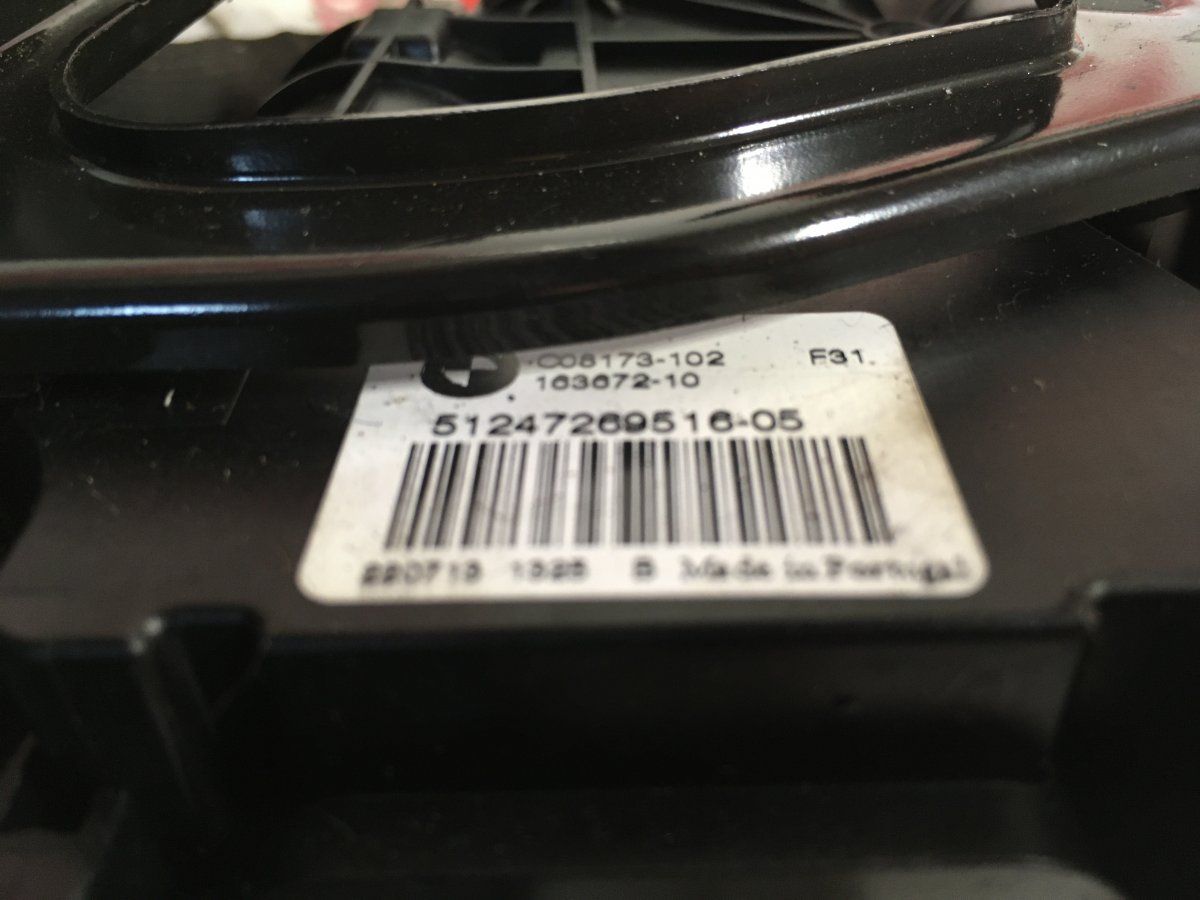 C08173-102 F31.
163672-10
51247269516-05
220713 1325 B Made in Portugal